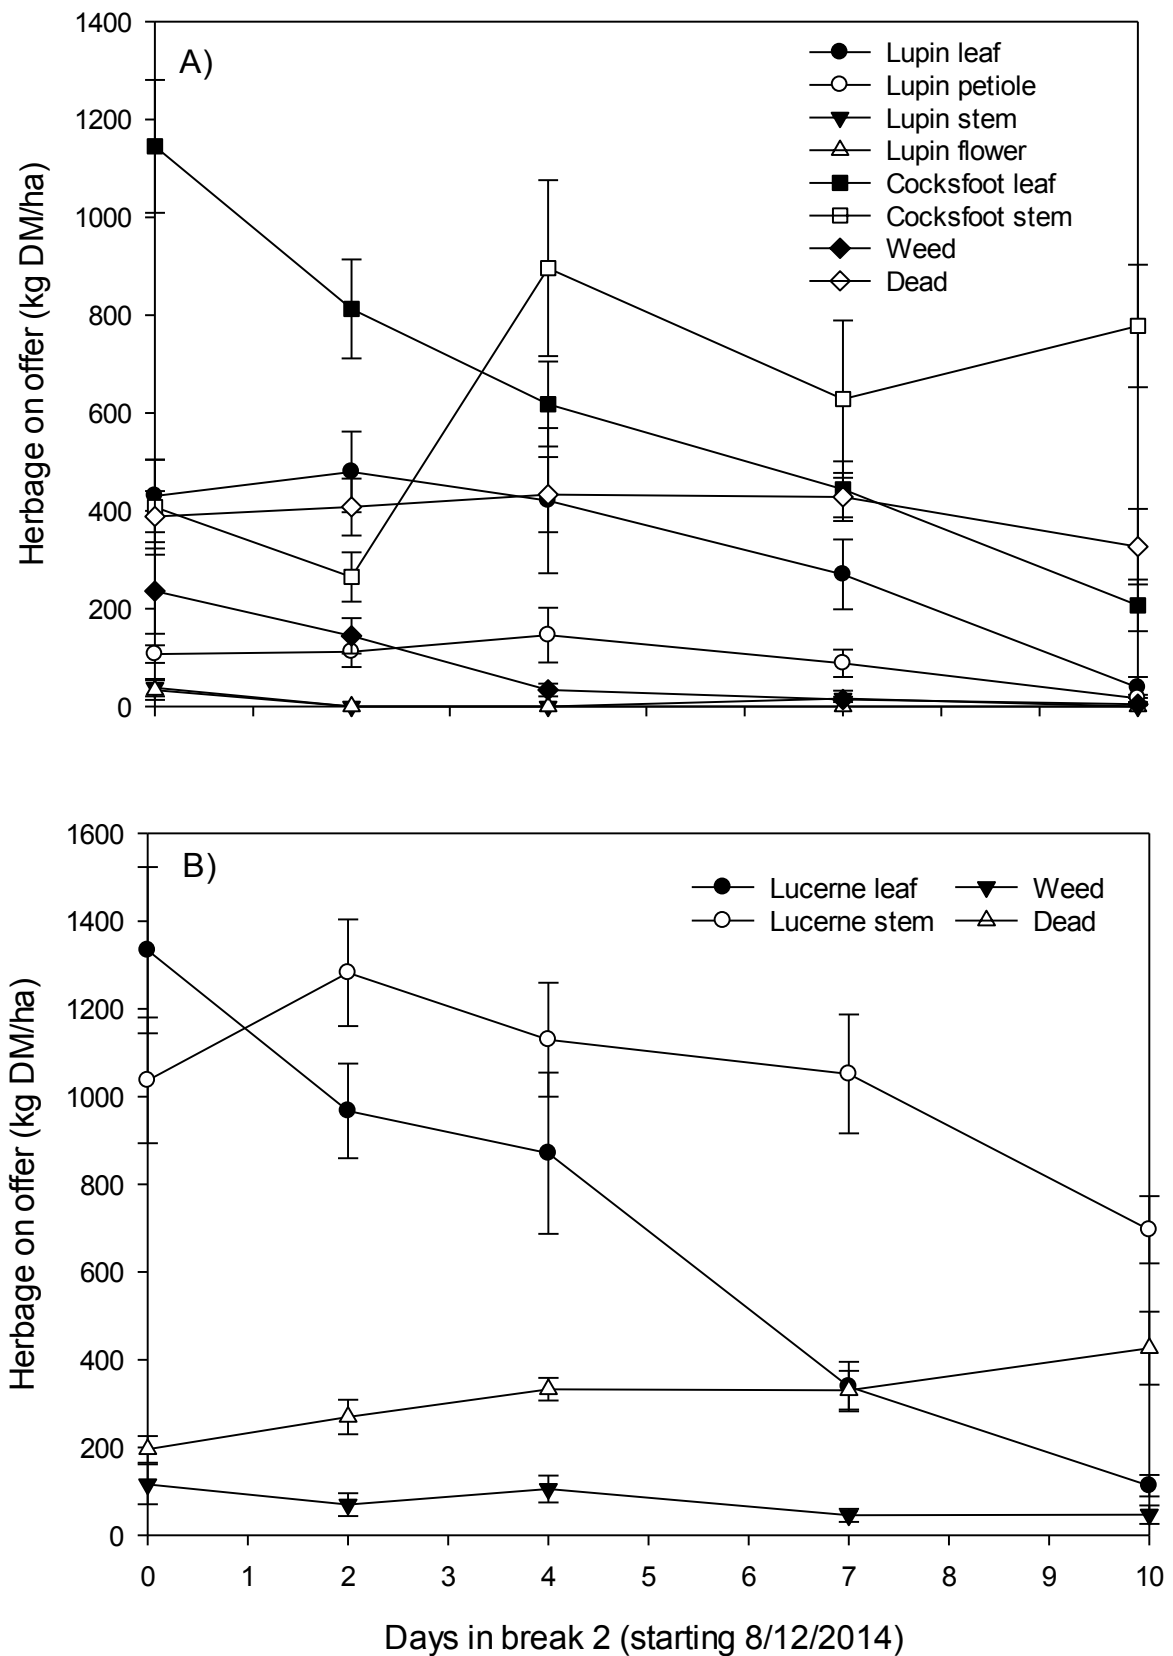 1400
1200
1000
800
600
400
200
0
Herbage on offer (kg DM/ha)
A)
Lupin leaf
Lupin petiole
Lupin stem
Lupin flower
Cocksfoot leaf
Cocksfoot stem
Weed
Dead
1600
1400
1200
1000
800
600
400
200
0
Herbage on offer (kg DM/ha)
B)
Lucerne leaf Weed
Lucerne stem Dead
0 1 2 3 4 5 6 7 8 9 10
Days in break 2 (starting 8/12/2014)